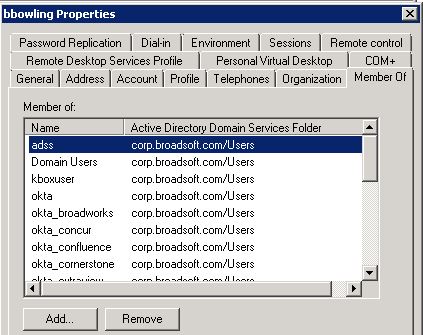 bbowling Properties
Password Replication Dial-in Environment Sessions Remote control
Remote Desktop Services Profile Personal Virtual Desktop COM+
General Address Account Profile Telephones Organization Member Of
Member of:
Name Active Directory Domain Services Folder
adss corp.broadsoft.com/Users
Domain Users corp.broadsoft.com/Users
kboxuser corp.broadsoft.com/Users
okta corp.broadsoft.com/Users
okta_broadworks corp.broadsoft.com/Users
okta_concur corp.broadsoft.com/Users
okta_confluence corp.broadsoft.com/Users
okta_cornerstone corp.broadsoft.com/Users
corp.broadsoft.com/Users
Add... Remove